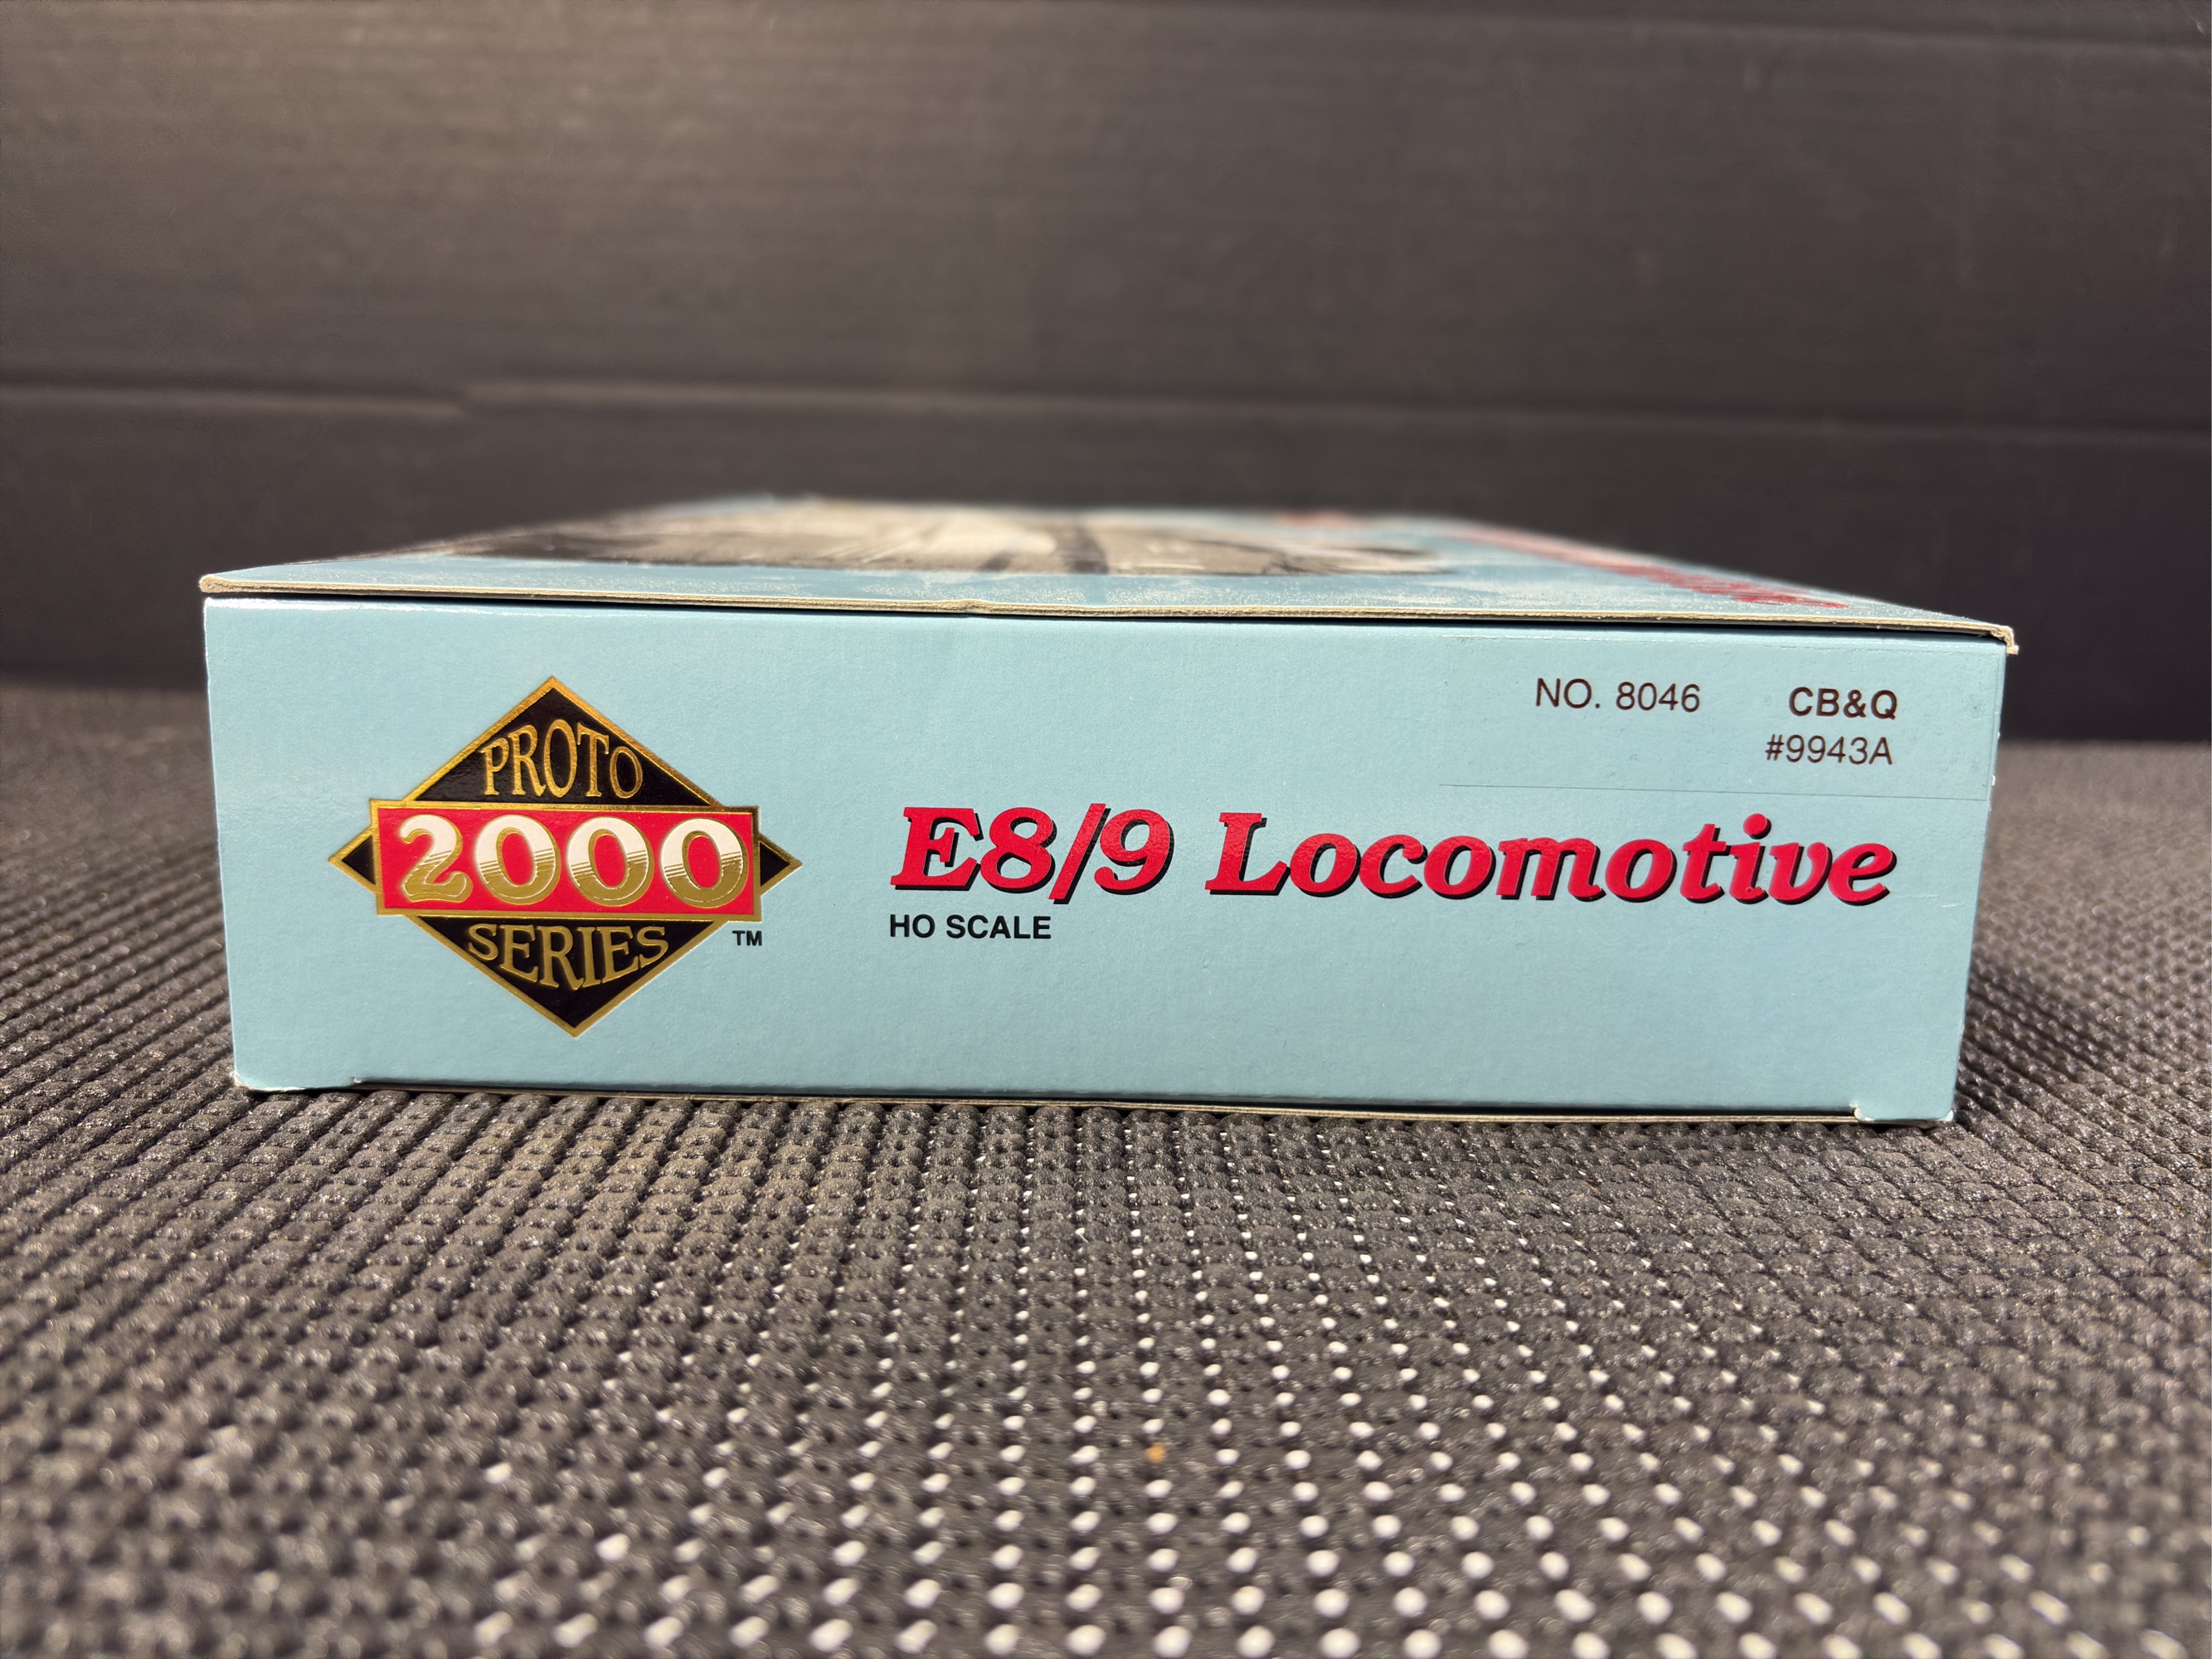 PROTO
2000
SERIES
TM
NO. 8046 CB&Q
#9943A
E8/9 Locomotive
HO SCALE